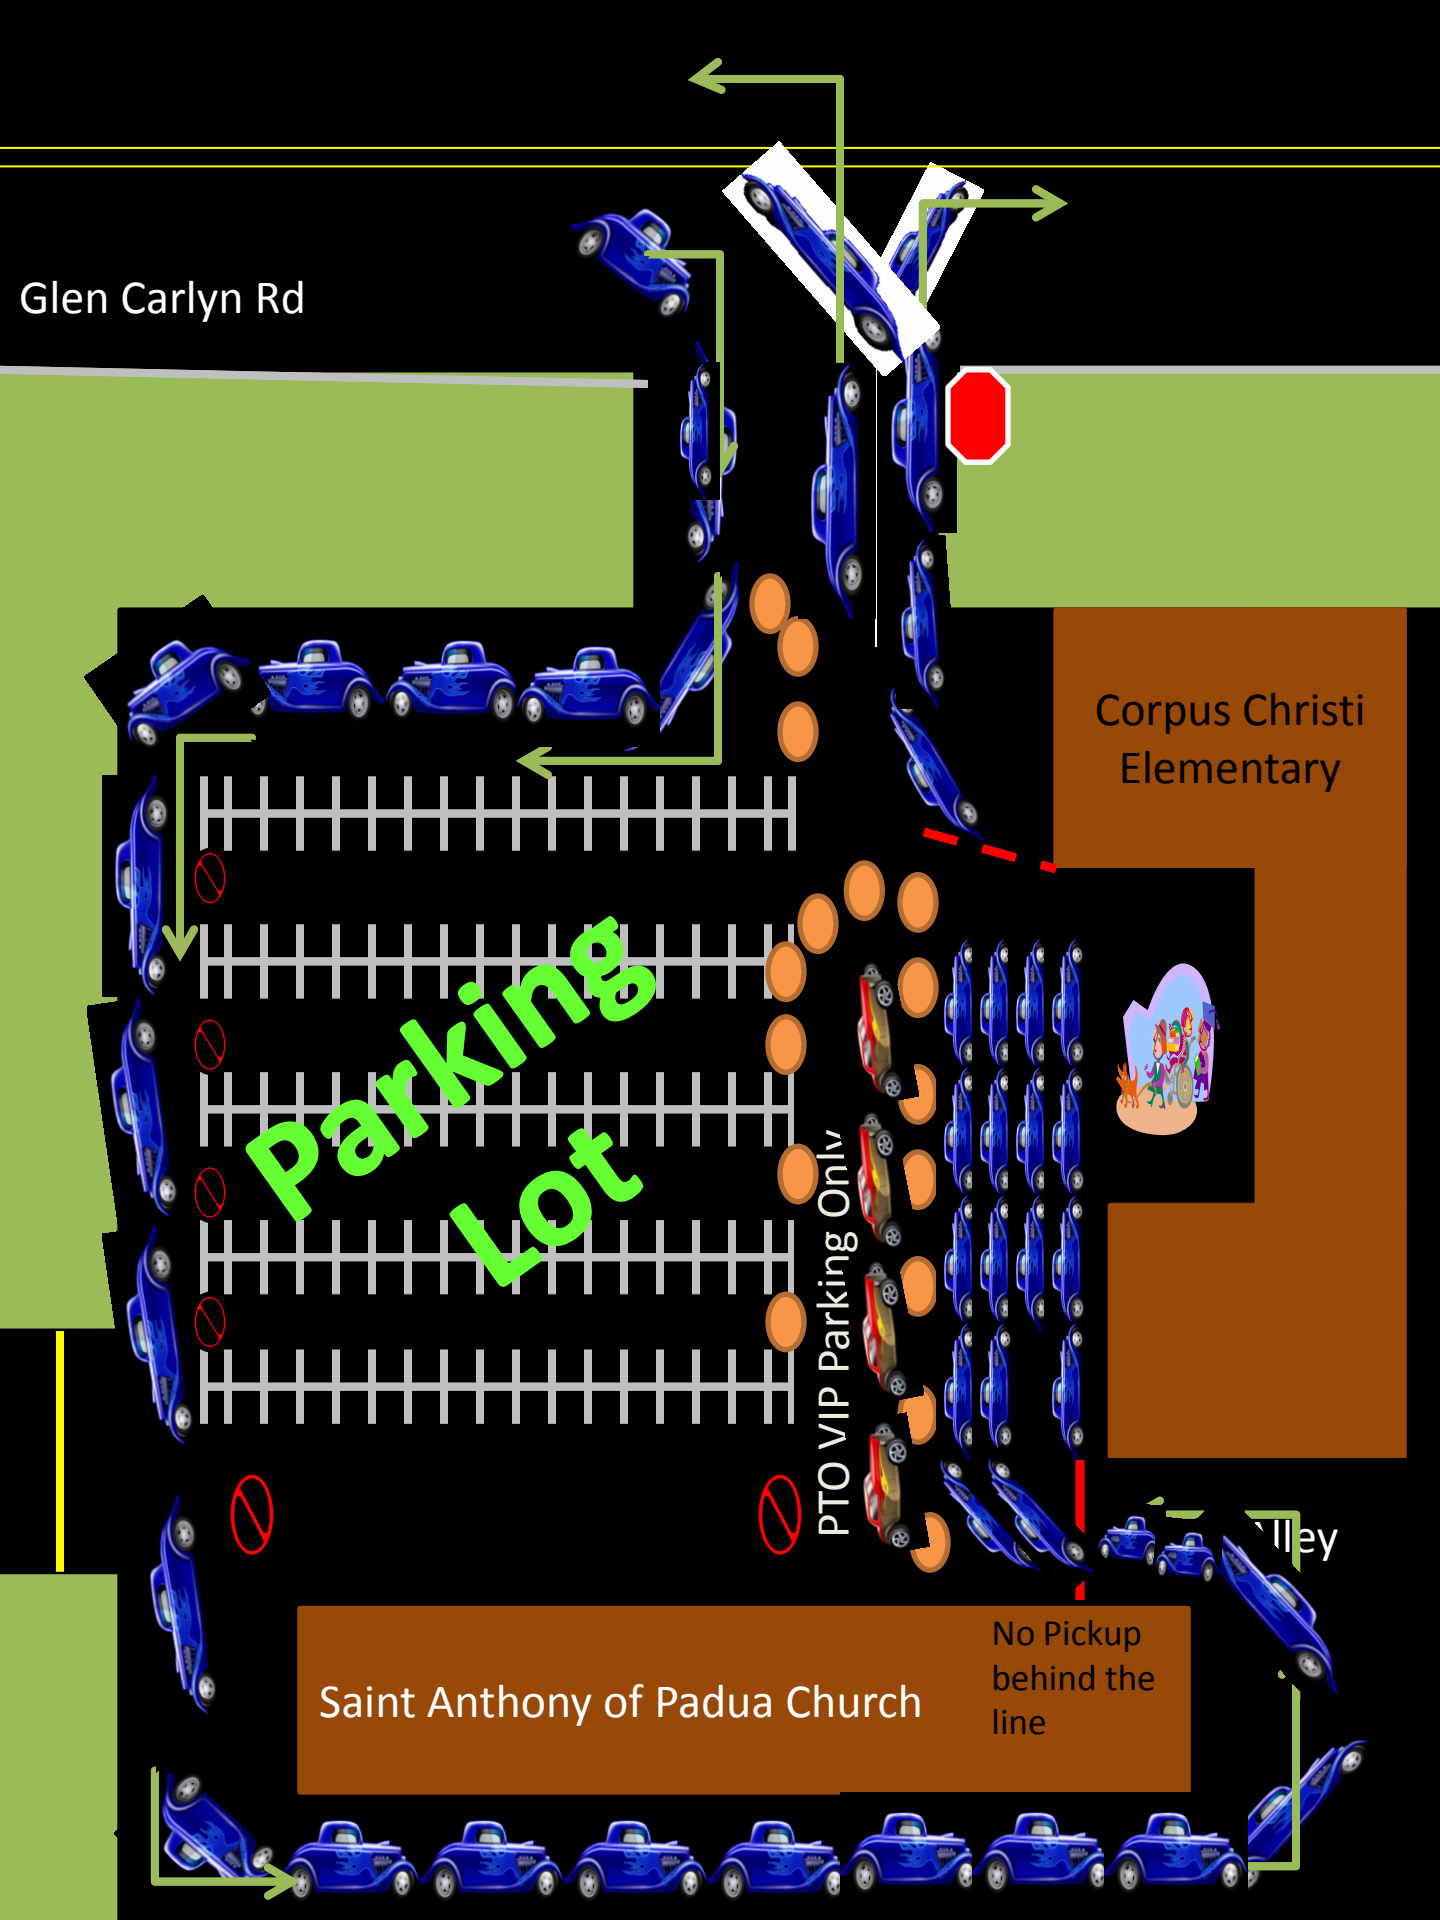 Glen Carlyn Rd
Corpus Christi
Elementary
Parking
Lot
PTO VIP Parking Only
lley
No Pickup
behind the
line
Saint Anthony of Padua Church